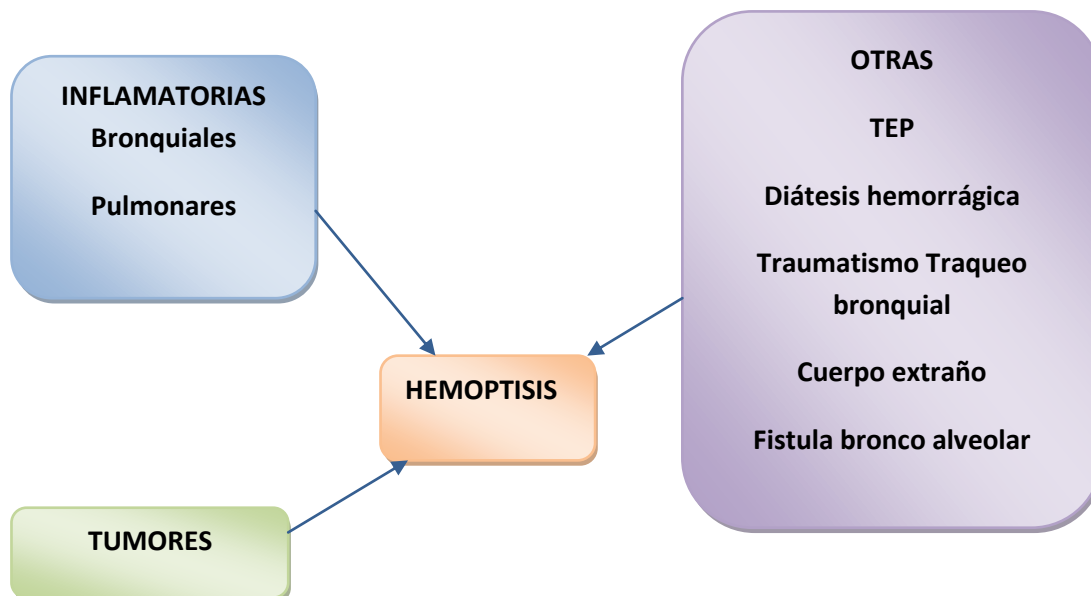 INFLAMATORIAS
Bronquiales
Pulmonares
OTRAS
TEP
Diátesis hemorrágica
Traumatismo Traqueo
bronquial
Cuerpo extraño
Fistula bronco alveolar
HEMOPTISIS
TUMORES